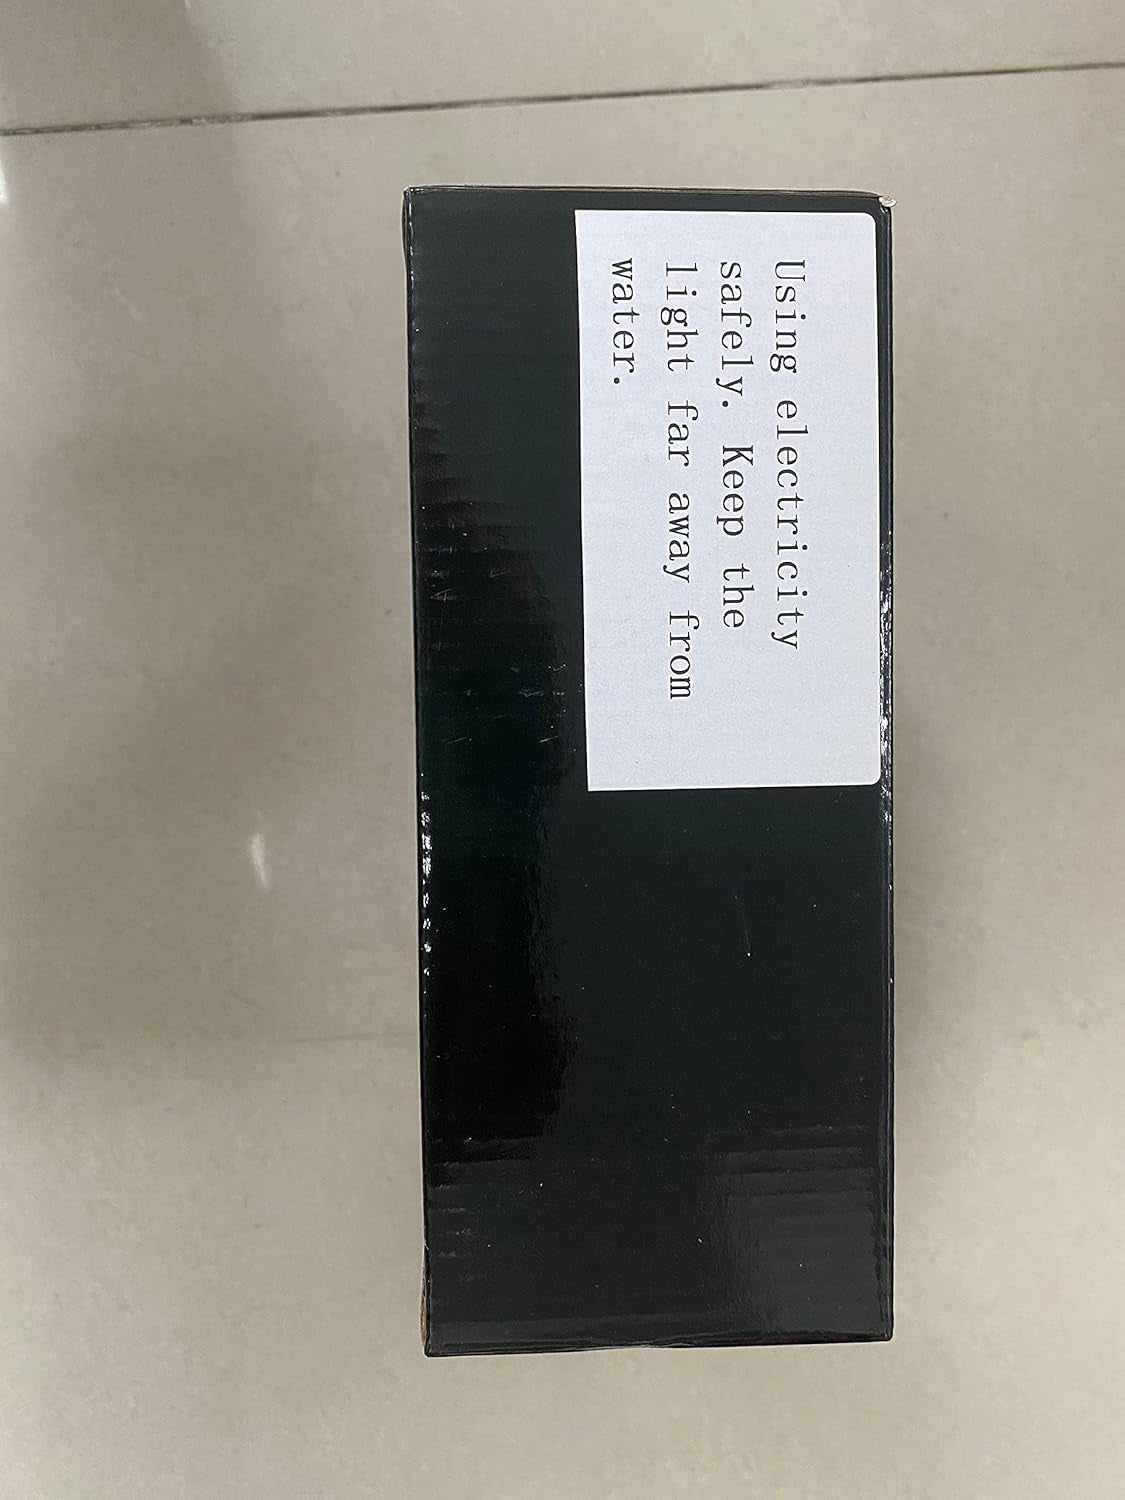 Using electricity
safely. Keep the
light far away from
water.